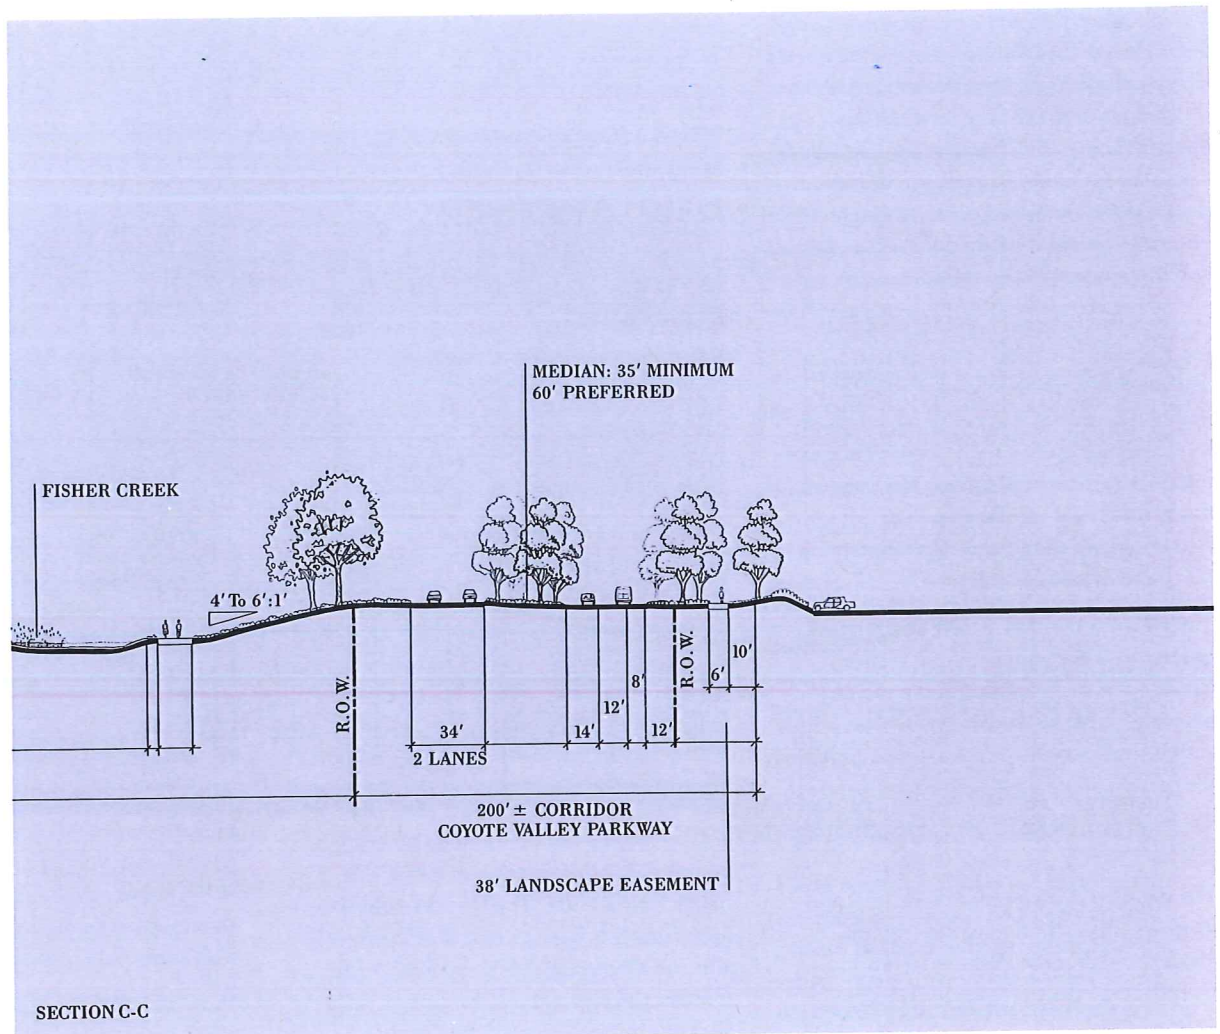 MEDIAN: 35' MINIMUM
60' PREFERRED
FISHER CREEK
4' To 6':1'
R.O.W.
R.O.W.
10'
6'
8'
12'
34'
14'
12'
2 LANES
200' ± CORRIDOR
COYOTE VALLEY PARKWAY
38' LANDSCAPE EASEMENT
SECTION C-C